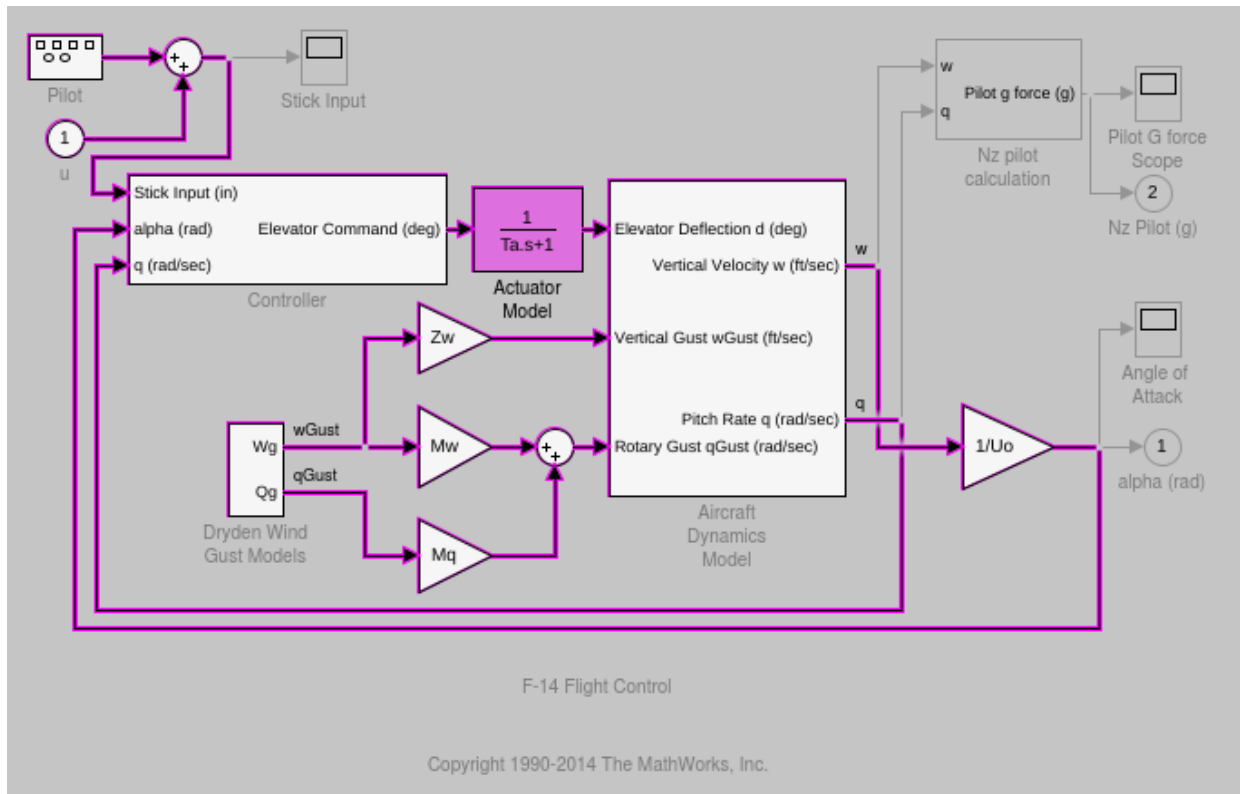 Pilot
Stick Input
1
u
w
q
Pilot g force (g)
Nz pilot
calculation
Pilot G force
Scope
2
Nz Pilot (g)
Stick Input (in)
alpha (rad)
q (rad/sec)
Elevator Command (deg)
Controller
1
Ta.s+1
Actuator
Model
Elevator Deflection d (deg)
Vertical Velocity w (ft/sec)
Vertical Gust wGust (ft/sec)
Pitch Rate q (rad/sec)
Rotary Gust qGust (rad/sec)
Aircraft
Dynamics
Model
w
q
Zw
Mw
Mq
Wg
Qg
wGust
qGust
Dryden Wind
Gust Models
1/Uo
Angle of
Attack
1
alpha (rad)
F-14 Flight Control
Copyright 1990-2014 The MathWorks, Inc.